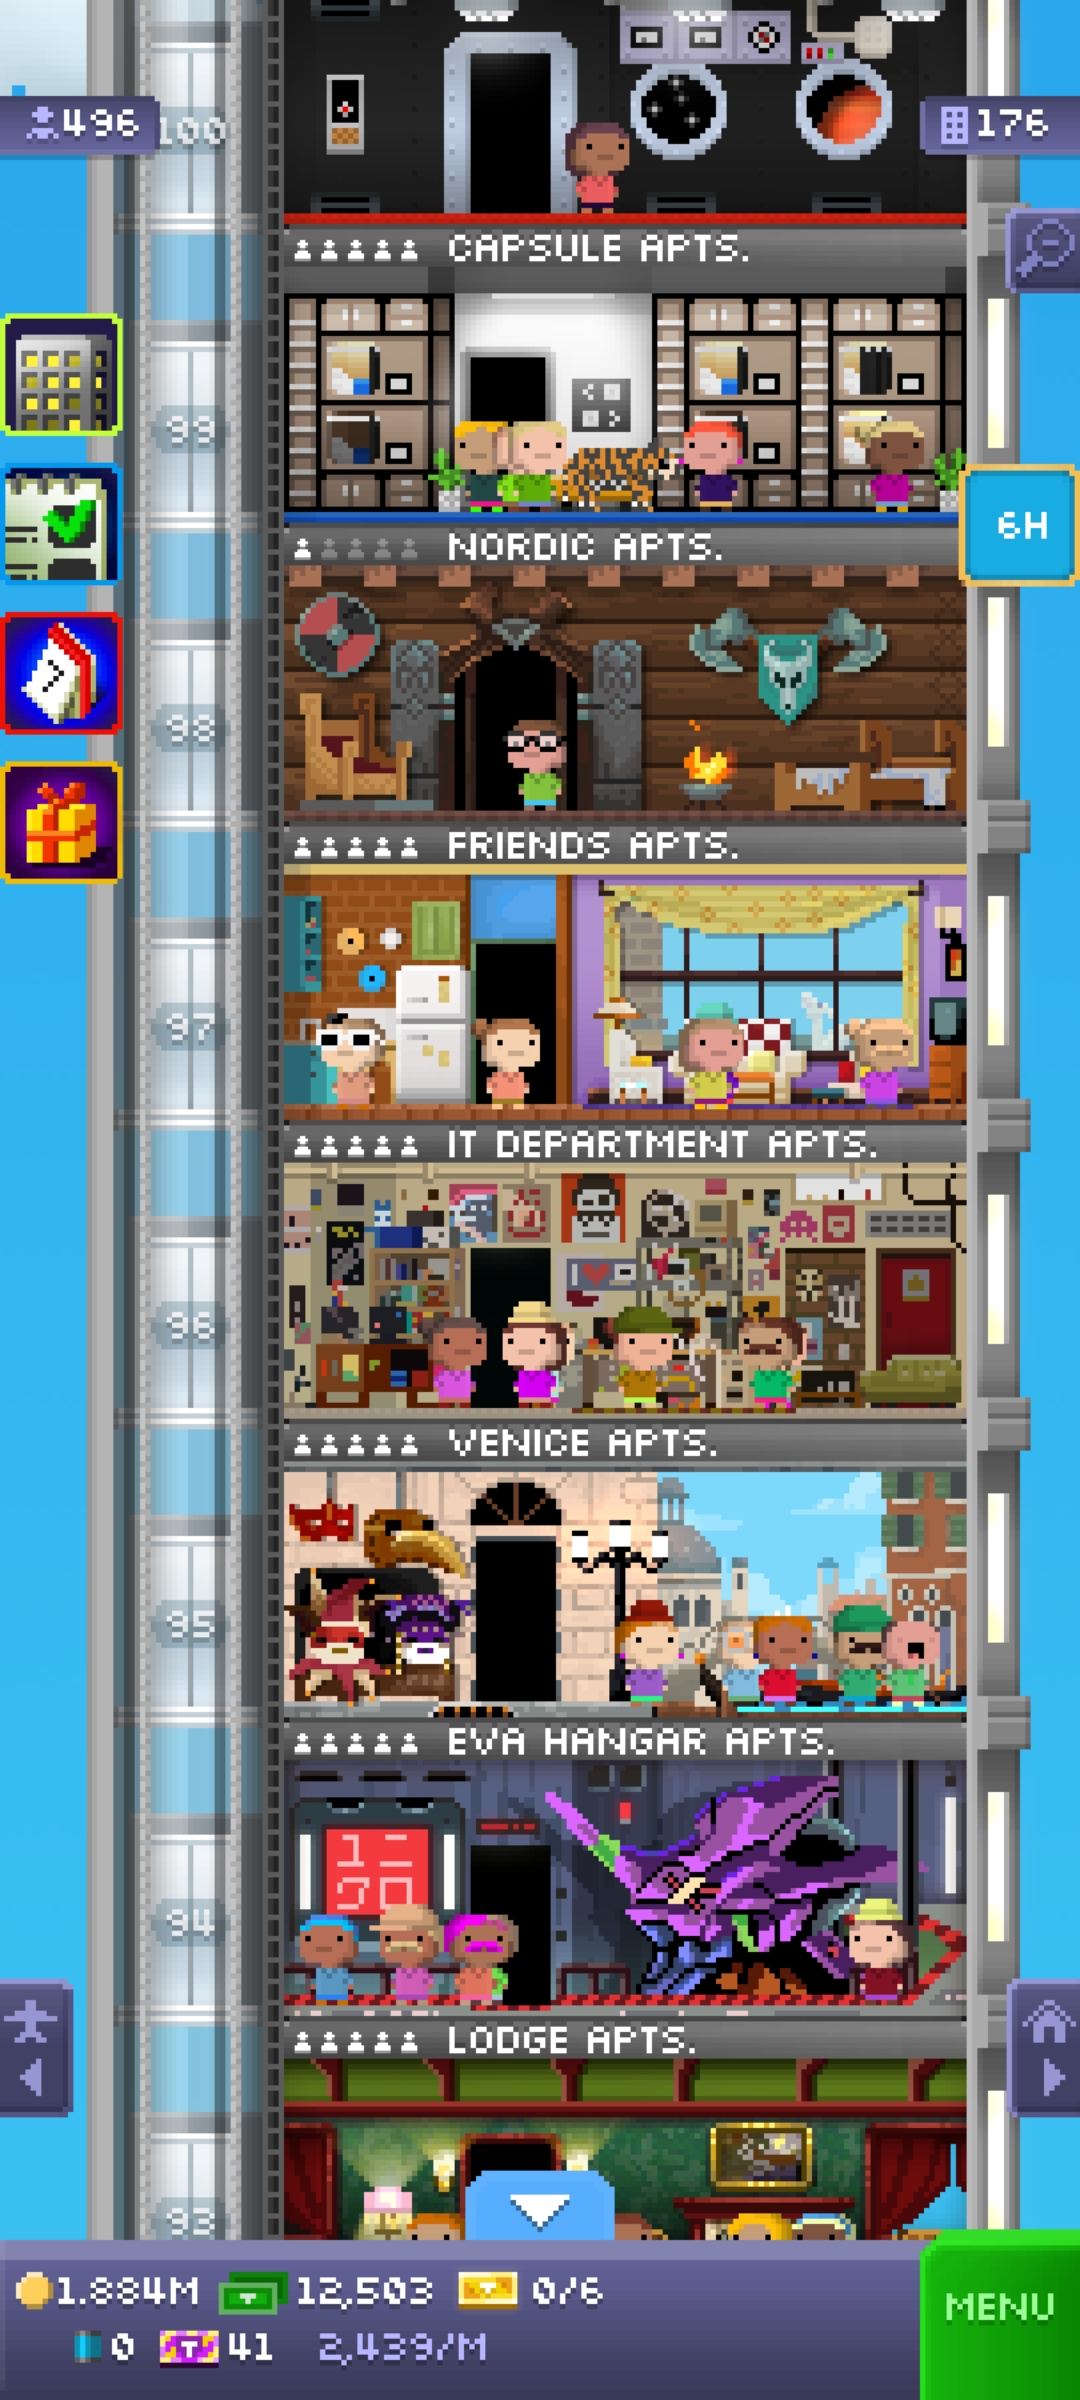 496
100
176
CAPSULE APTS.
99
6H
NORDIC APTS.
98
FRIENDS APTS.
97
IT DEPARTMENT APTS.
96
VENICE APTS.
95
EVA HANGAR APTS.
94
LODGE APTS.
93
1.884M 12,503 0/6
0 T 41 2,439/M
MENU